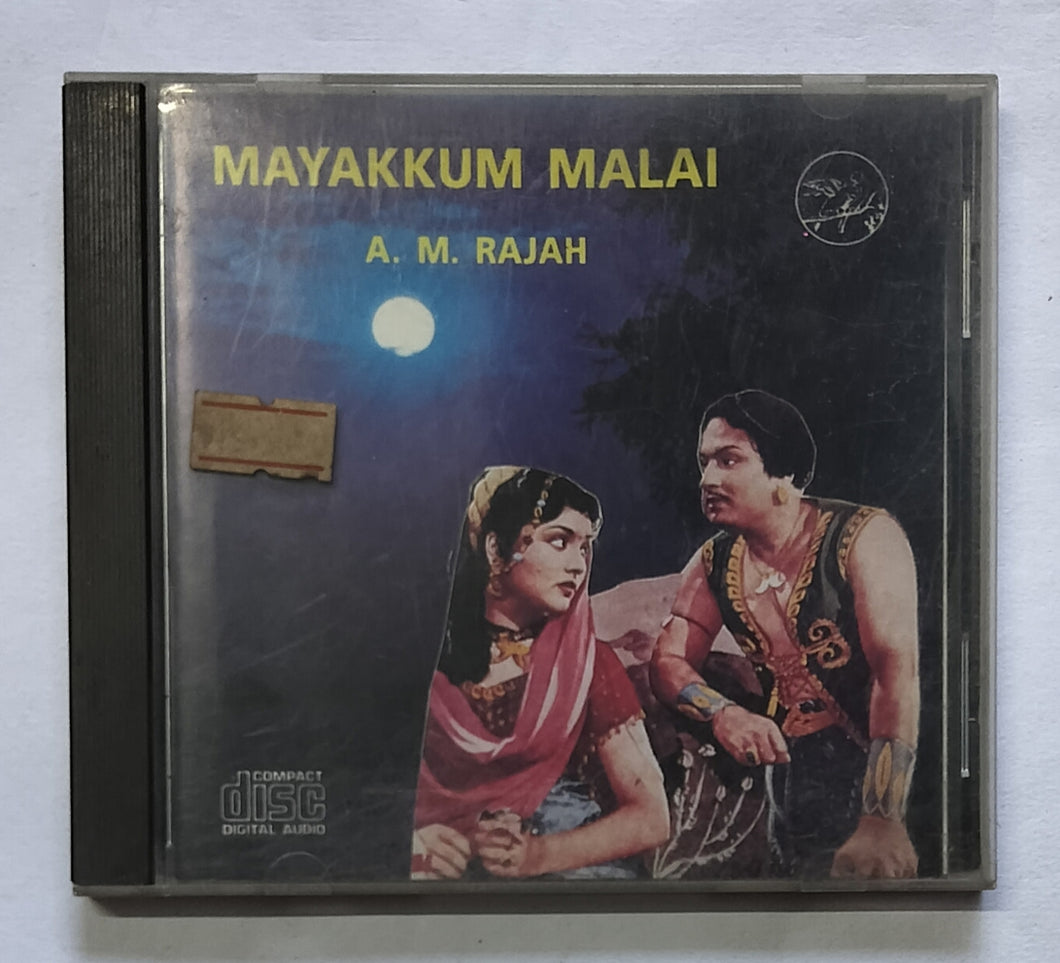 MAYAKKUM MALAI
A. M. RAJAH
COMPACT
disc
DIGITAL AUDIO